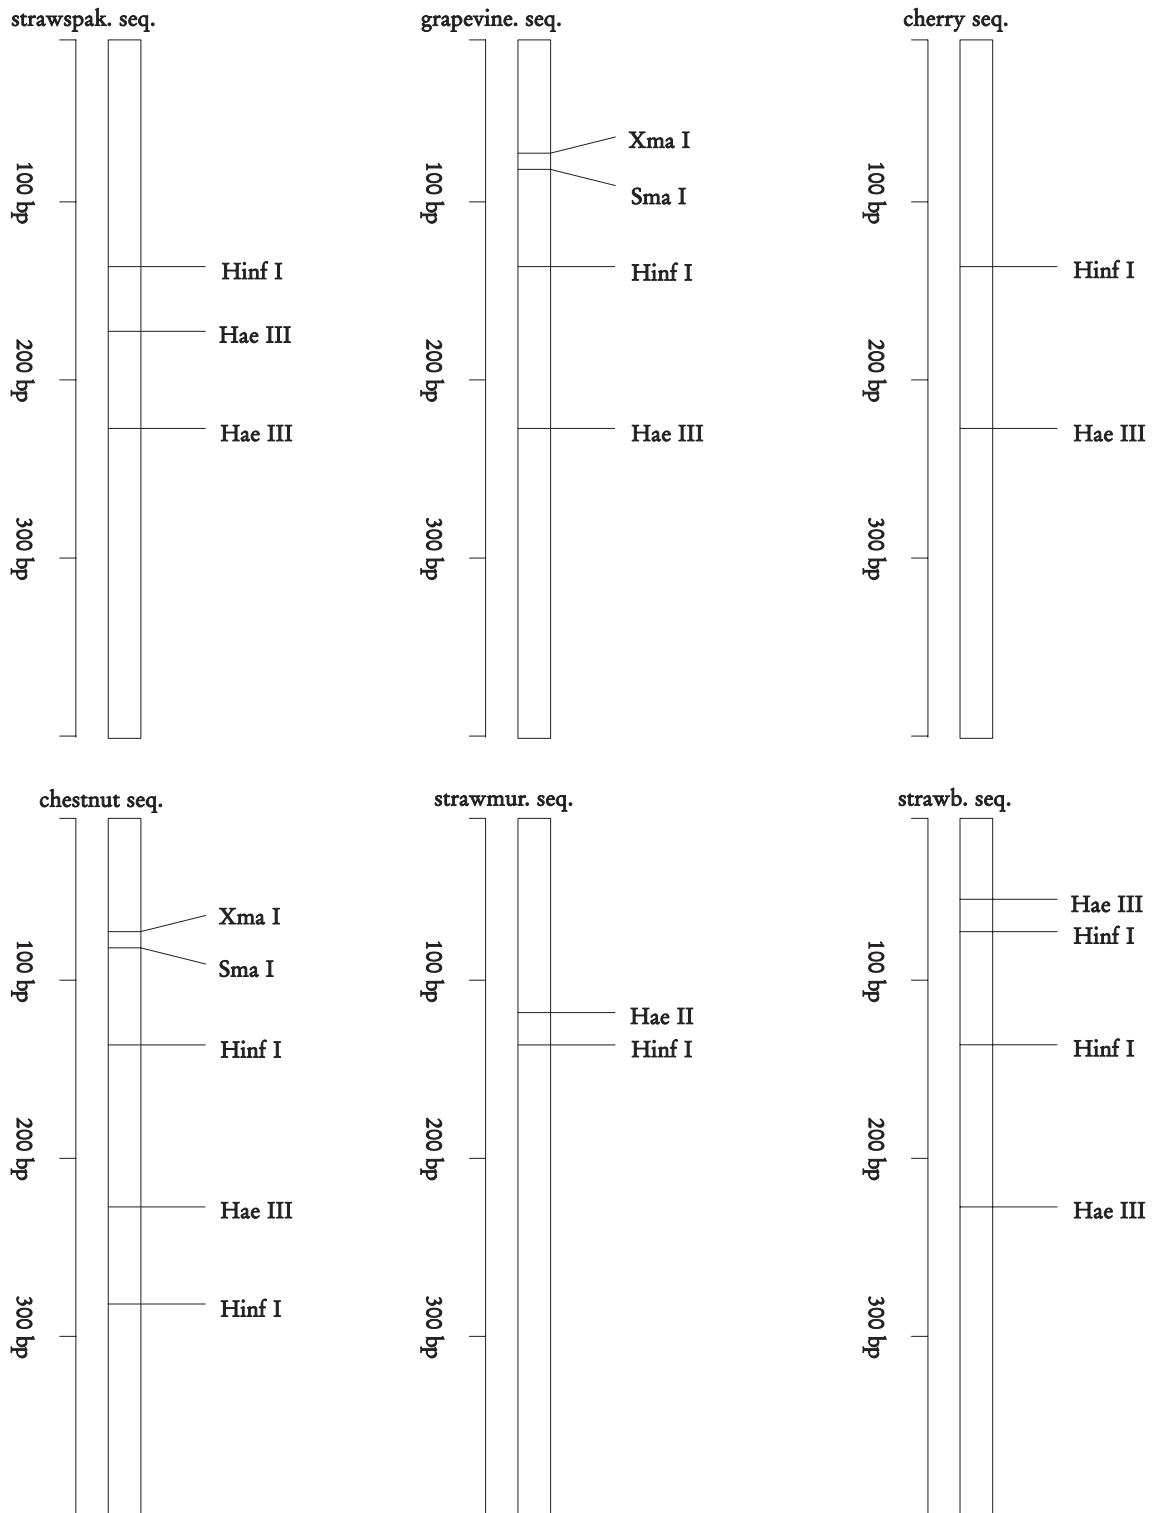 strawspak. seq.
100 bp
200 bp
300 bp
Hinf I
Hae III
Hae III
grapevine. seq.
100 bp
200 bp
300 bp
Xma I
Sma I
Hinf I
Hae III
cherry seq.
100 bp
200 bp
300 bp
Hinf I
Hae III
chestnut seq.
100 bp
200 bp
300 bp
Xma I
Sma I
Hinf I
Hae III
Hinf I
strawmur. seq.
100 bp
200 bp
300 bp
Hae II
Hinf I
strawb. seq.
100 bp
200 bp
300 bp
Hae III
Hinf I
Hinf I
Hae III